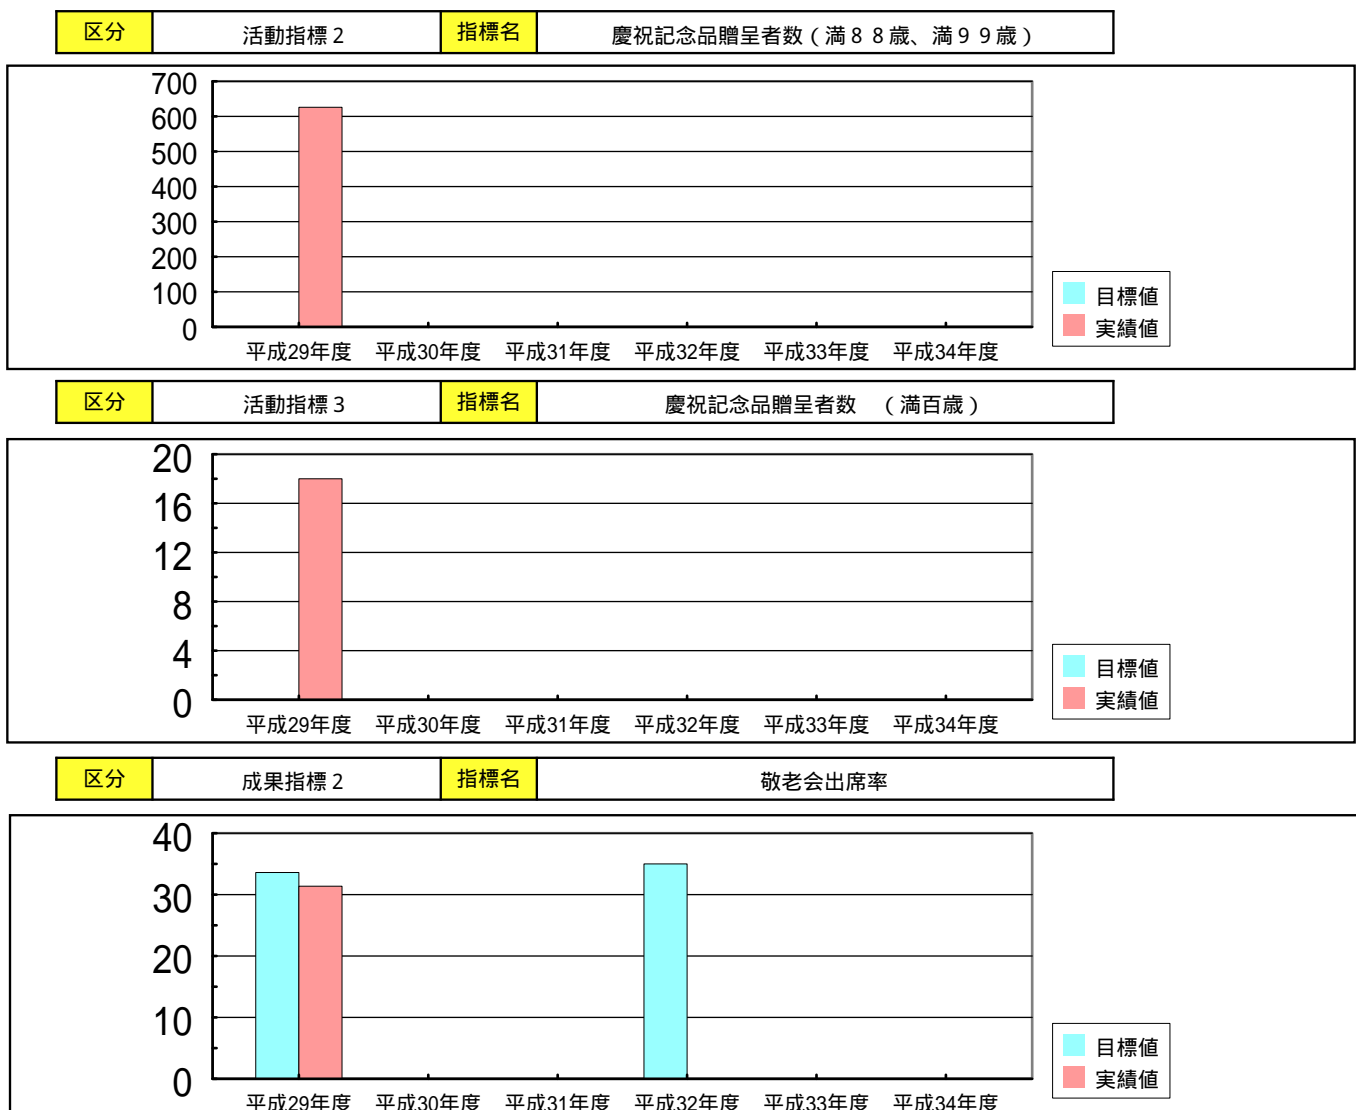 区分 活動指標２ 指標名 慶祝記念品贈呈者数（満８８歳、満９９歳）
700
600
500
400
300
200
100
0
平成29年度 平成30年度 平成31年度 平成32年度 平成33年度 平成34年度
目標値
実績値
区分 活動指標３ 指標名 慶祝記念品贈呈者数　（満百歳）
20
16
12
8
4
0
平成29年度 平成30年度 平成31年度 平成32年度 平成33年度 平成34年度
目標値
実績値
区分 成果指標２ 指標名 敬老会出席率
40
30
20
10
0
平成29年度 平成30年度 平成31年度 平成32年度 平成33年度 平成34年度
目標値
実績値